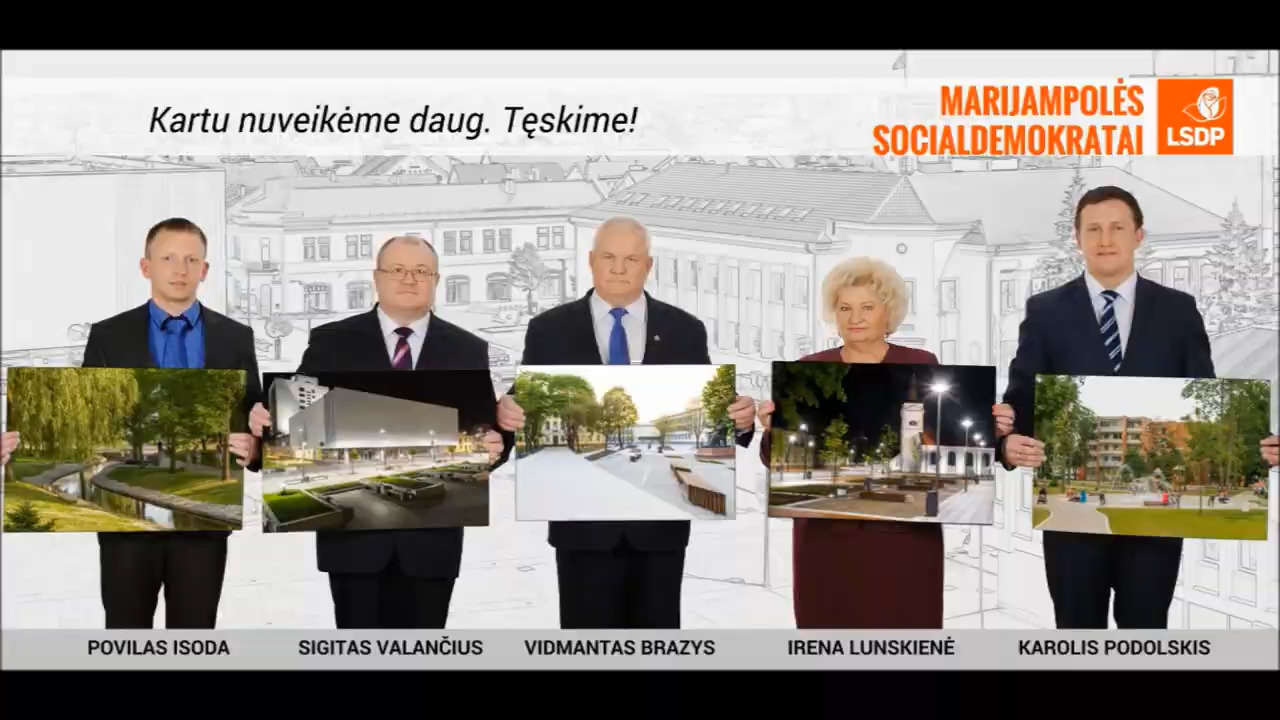 Kartu nuveikėme daug. Tęskime!
MARIJAMPOLĖS
SOCIALDEMOKRATAI
LSDP
POVILAS ISODA
SIGITAS VALANČIUS
VIDMANTAS BRAZYS
IRENA LUNSKIENĖ
KAROLIS PODOLSKIS